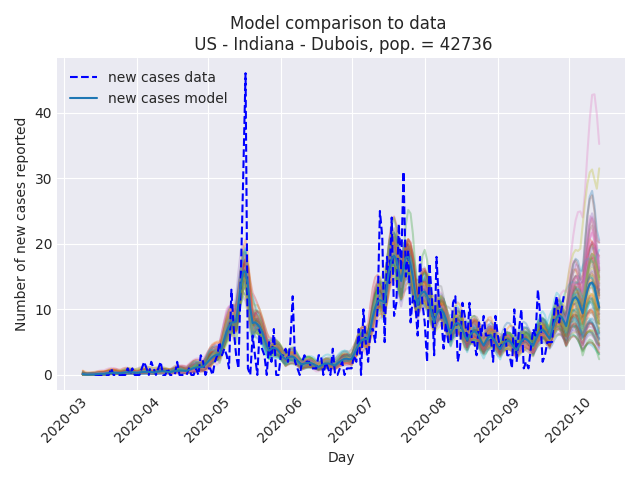 Model comparison to data
US - Indiana - Dubois, pop. = 42736
new cases data
new cases model
Number of new cases reported
40
30
20
10
0
2020-03
2020-04
2020-05
2020-06
2020-07
2020-08
2020-09
2020-10
Day